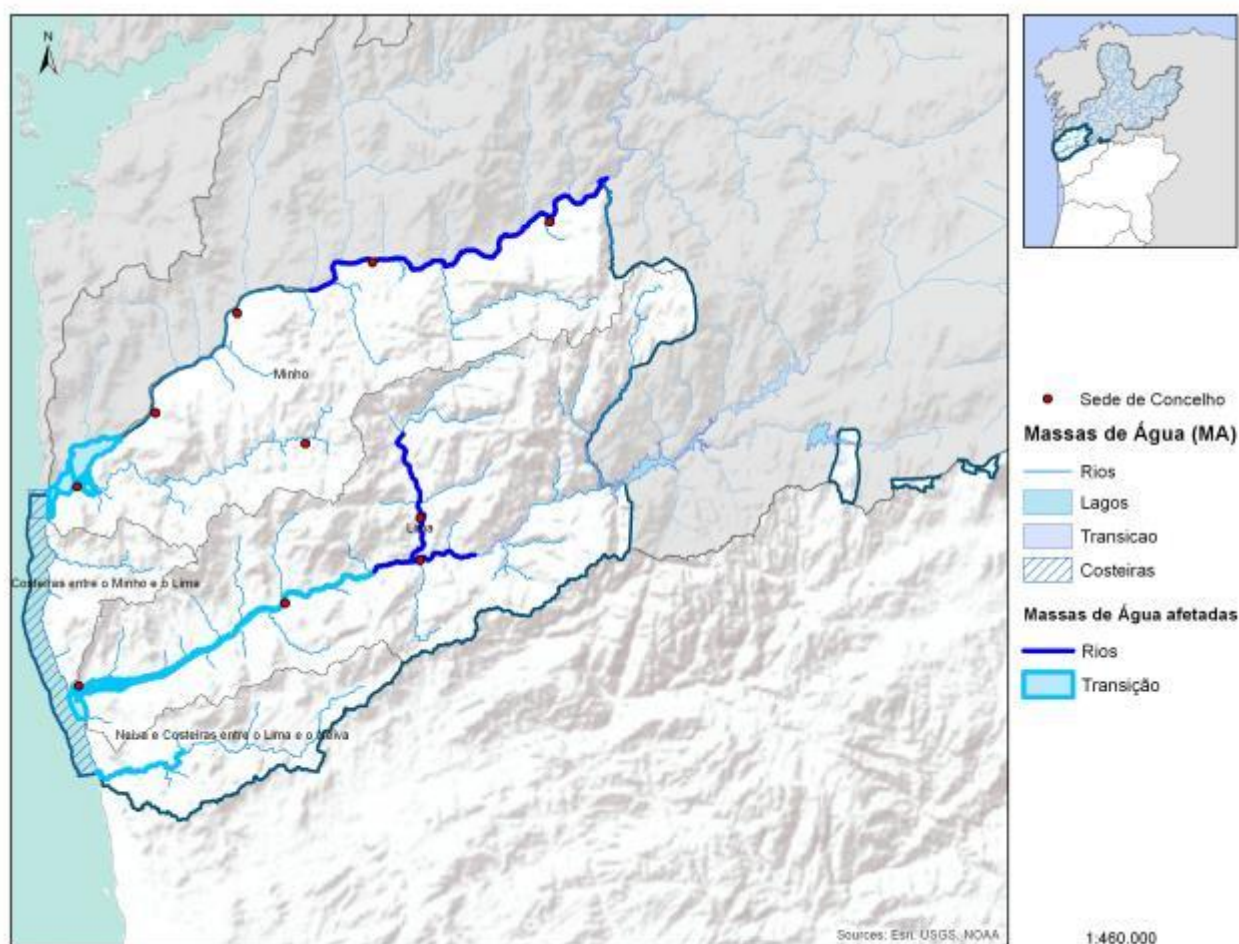 N
Minho
Lima
Costeiras entre o Minho e o Lima
Neiva e Costeiras entre o Lima e o Neiva
Sources: Esri, USGS, NOAA
Sede de Concelho
Massas de Água (MA)
Rios
Lagos
Transicao
Costeiras
Massas de Água afetadas
Rios
Transição
1:460.000